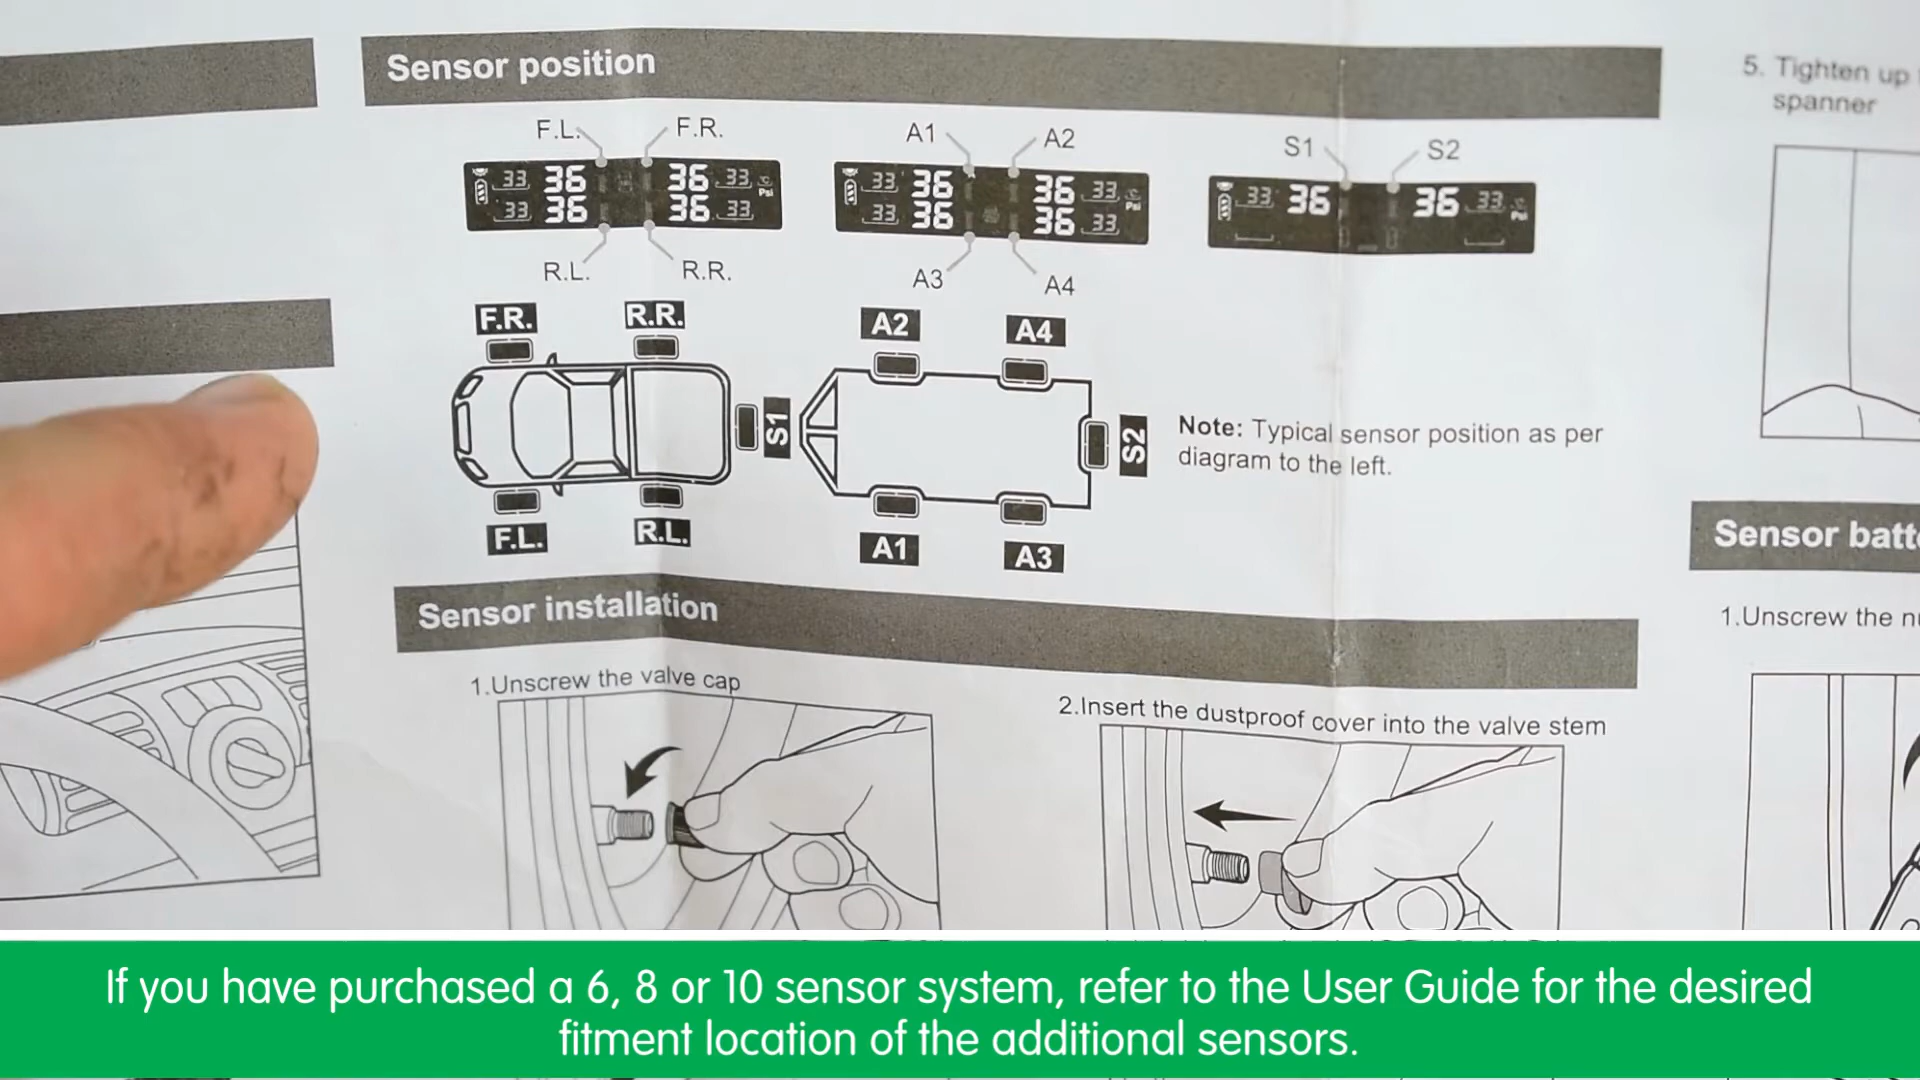 Sensor position
F.L.
F.R.
33 36 36 33 Psi
33 36 36 33
R.L.
R.R.
A1
A2
33 36 36 33 Psi
33 36 36 33
A3
A4
S1
S2
33 36 36 33 Psi
F.R.
R.R.
A2
A4
S1
S2
F.L.
R.L.
A1
A3
Note: Typical sensor position as per
diagram to the left.
Sensor installation
1.Unscrew the valve cap
2.Insert the dustproof cover into the valve stem
5. Tighten up
spanner
Sensor batt
1.Unscrew the
If you have purchased a 6, 8 or 10 sensor system, refer to the User Guide for the desired
fitment location of the additional sensors.